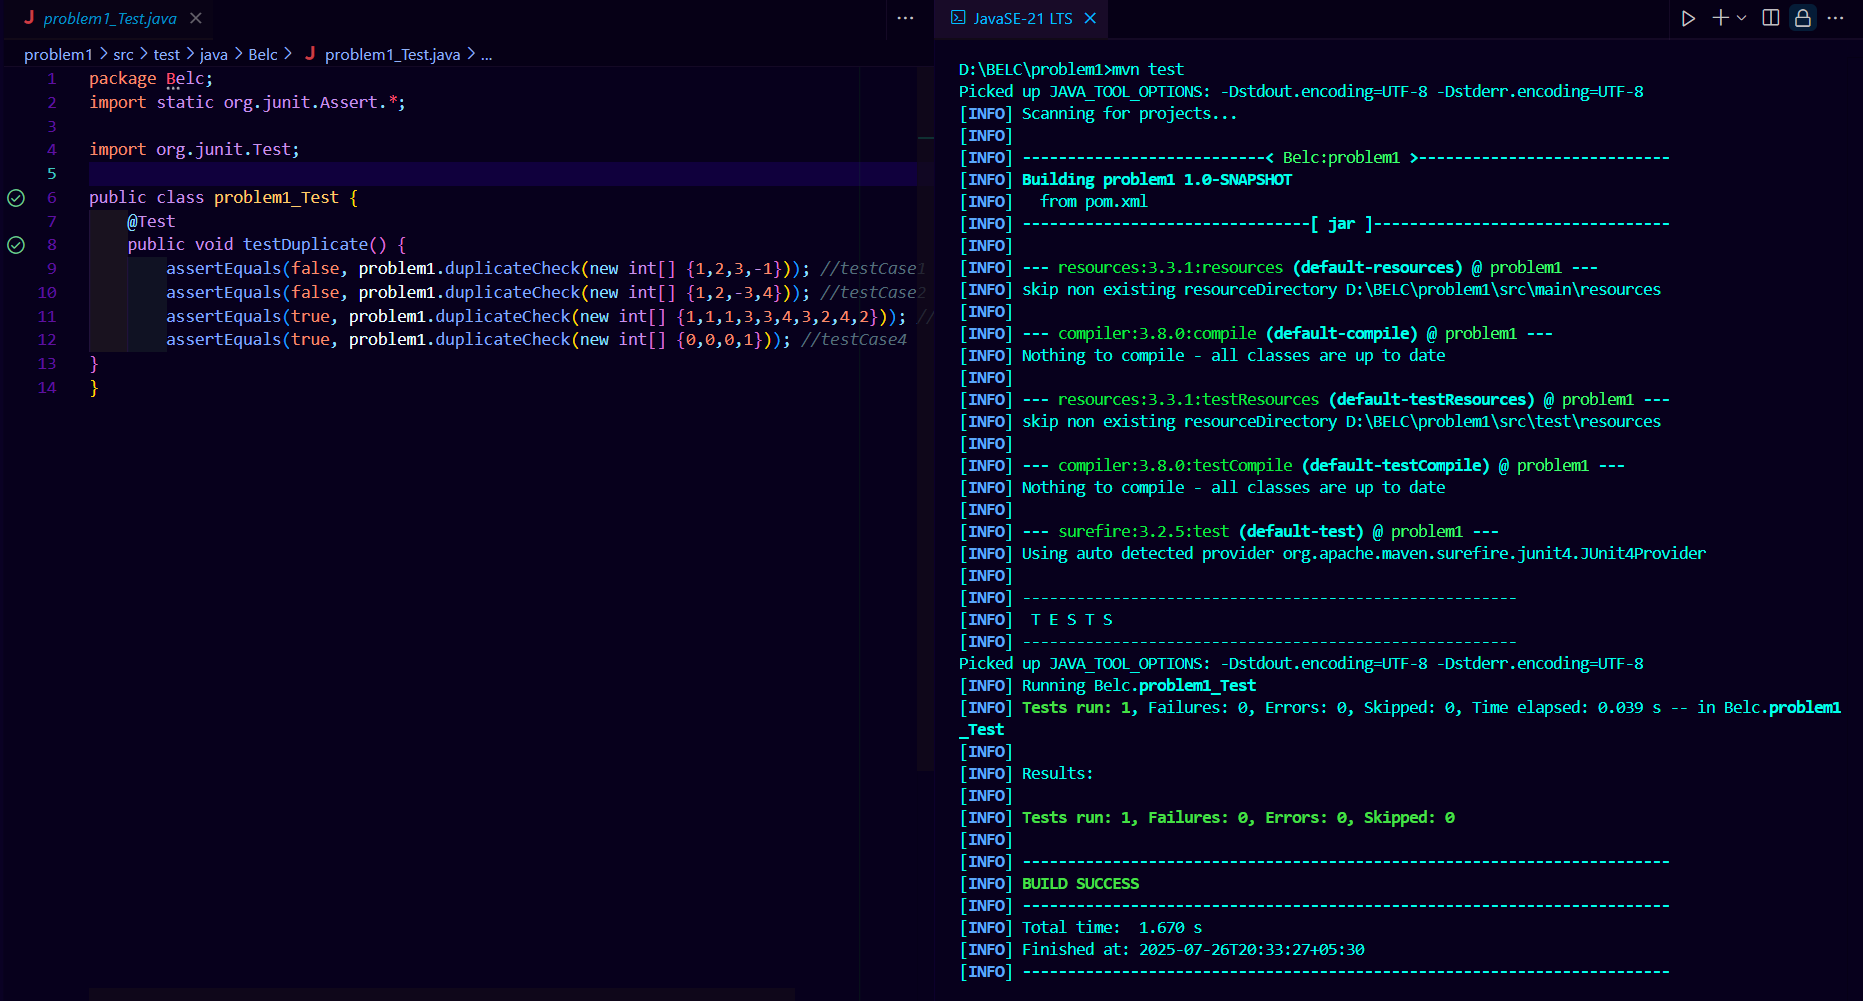 problem1_Test.java
problem1 > src > test > java > Belc > problem1_Test.java > ...
1 package Belc;
2 import static org.junit.Assert.*;
3
4 import org.junit.Test;
5
6 public class problem1_Test {
7 @Test
8 public void testDuplicate() {
9 assertEquals(false, problem1.duplicateCheck(new int[] {1,2,3,-1})); //testCase1
10 assertEquals(false, problem1.duplicateCheck(new int[] {1,2,-3,4})); //testCase2
11 assertEquals(true, problem1.duplicateCheck(new int[] {1,1,1,3,3,4,3,2,4,2})); //
12 assertEquals(true, problem1.duplicateCheck(new int[] {0,0,0,1})); //testCase4
13 }
14 }
JavaSE-21 LTS
D:\BELC\problem1>mvn test
Picked up JAVA_TOOL_OPTIONS: -Dstdout.encoding=UTF-8 -Dstderr.encoding=UTF-8
[INFO] Scanning for projects...
[INFO]
[INFO] ---------------------------< Belc:problem1 >----------------------------
[INFO] Building problem1 1.0-SNAPSHOT
[INFO]   from pom.xml
[INFO] --------------------------------[ jar ]---------------------------------
[INFO]
[INFO] --- resources:3.3.1:resources (default-resources) @ problem1 ---
[INFO] skip non existing resourceDirectory D:\BELC\problem1\src\main\resources
[INFO]
[INFO] --- compiler:3.8.0:compile (default-compile) @ problem1 ---
[INFO] Nothing to compile - all classes are up to date
[INFO]
[INFO] --- resources:3.3.1:testResources (default-testResources) @ problem1 ---
[INFO] skip non existing resourceDirectory D:\BELC\problem1\src\test\resources
[INFO]
[INFO] --- compiler:3.8.0:testCompile (default-testCompile) @ problem1 ---
[INFO] Nothing to compile - all classes are up to date
[INFO]
[INFO] --- surefire:3.2.5:test (default-test) @ problem1 ---
[INFO] Using auto detected provider org.apache.maven.surefire.junit4.JUnit4Provider
[INFO]
[INFO] -------------------------------------------------------
[INFO]  T E S T S
[INFO] -------------------------------------------------------
Picked up JAVA_TOOL_OPTIONS: -Dstdout.encoding=UTF-8 -Dstderr.encoding=UTF-8
[INFO] Running Belc.problem1_Test
[INFO] Tests run: 1, Failures: 0, Errors: 0, Skipped: 0, Time elapsed: 0.039 s -- in Belc.problem1
_Test
[INFO]
[INFO] Results:
[INFO]
[INFO] Tests run: 1, Failures: 0, Errors: 0, Skipped: 0
[INFO]
[INFO] ------------------------------------------------------------------------
[INFO] BUILD SUCCESS
[INFO] ------------------------------------------------------------------------
[INFO] Total time:  1.670 s
[INFO] Finished at: 2025-07-26T20:33:27+05:30
[INFO] ------------------------------------------------------------------------